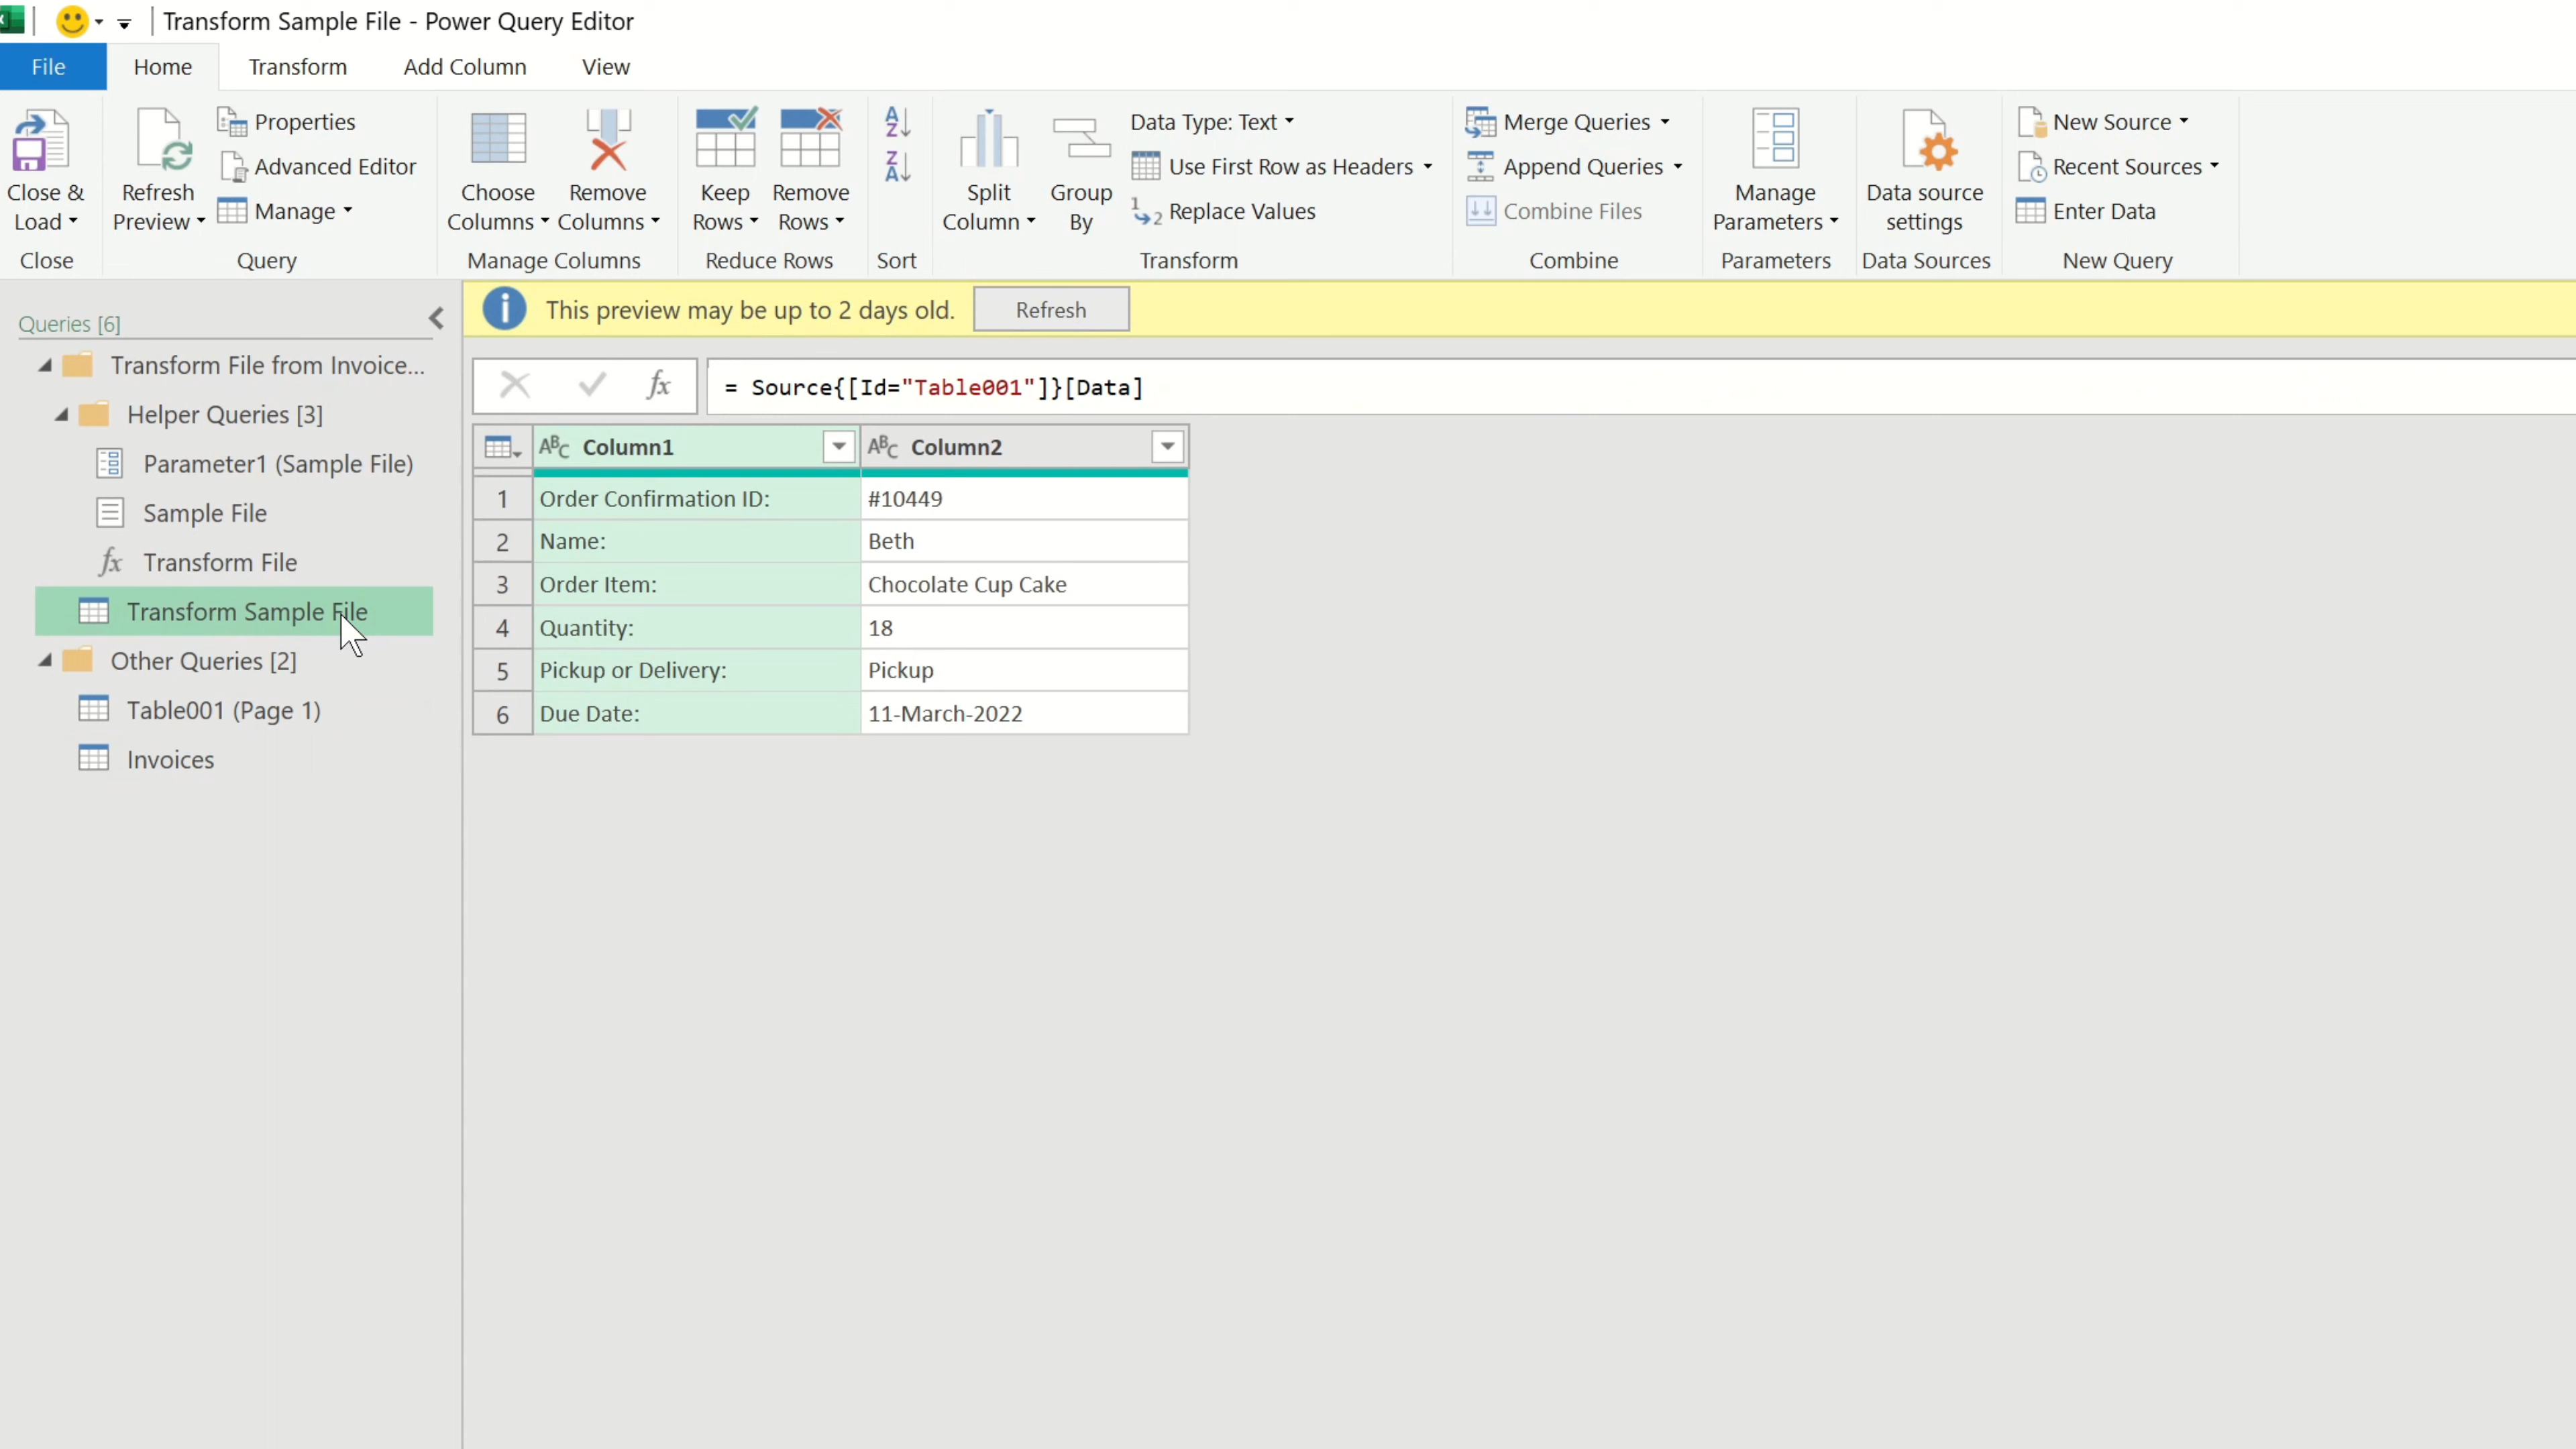 Transform Sample File - Power Query Editor
File Home Transform Add Column View
Close & Load
Close
Refresh Preview
Properties
Advanced Editor
Manage
Query
Choose Columns
Remove Columns
Manage Columns
Keep Rows
Remove Rows
Reduce Rows
Sort
Split Column
Group By
Data Type: Text
Use First Row as Headers
Replace Values
Transform
Merge Queries
Append Queries
Combine Files
Combine
Manage Parameters
Parameters
Data source settings
Data Sources
New Source
Recent Sources
Enter Data
New Query
Queries [6]
Transform File from Invoice...
Helper Queries [3]
Parameter1 (Sample File)
Sample File
fx Transform File
Transform Sample File
Other Queries [2]
Table001 (Page 1)
Invoices
This preview may be up to 2 days old. Refresh
fx = Source{[Id="Table001"]}[Data]
ABC Column1 ABC Column2
1 Order Confirmation ID: #10449
2 Name: Beth
3 Order Item: Chocolate Cup Cake
4 Quantity: 18
5 Pickup or Delivery: Pickup
6 Due Date: 11-March-2022